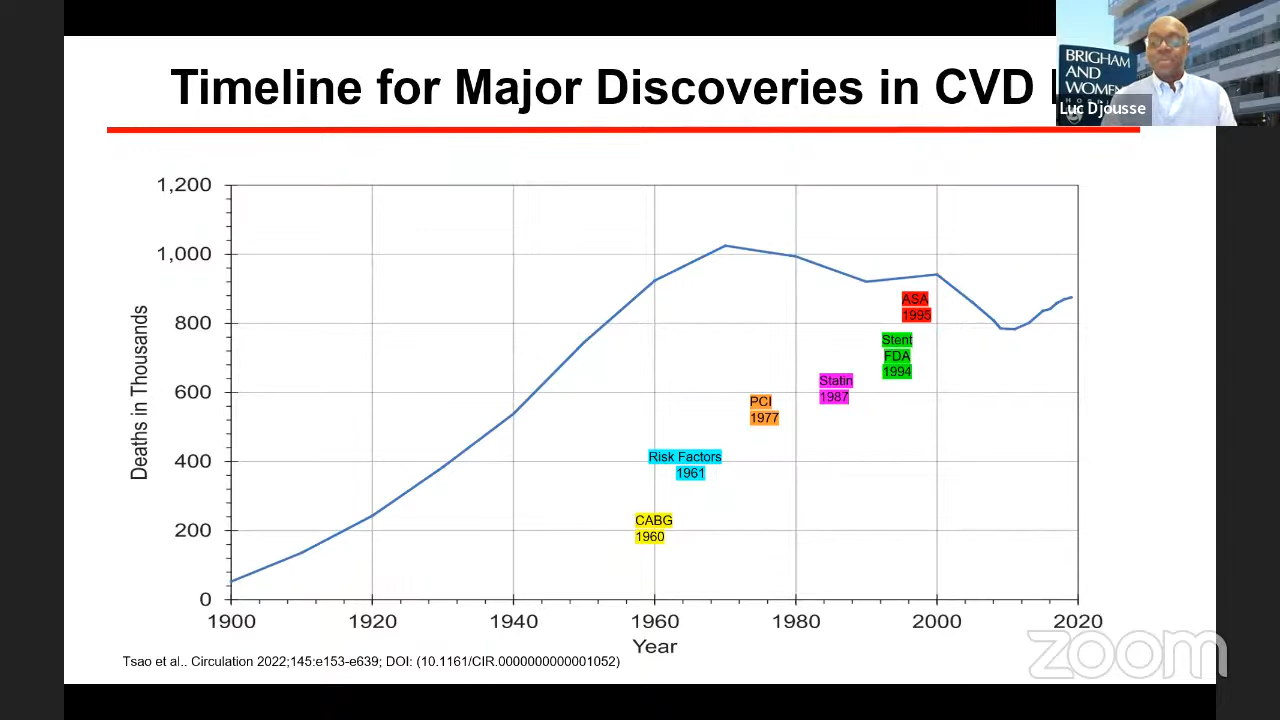 Timeline for Major Discoveries in CVD
BRIGHAM
AND
WOMEN
Luc Djousse
1,200
1,000
800
600
400
200
0
Deaths in Thousands
ASA
1995
Stent
FDA
1994
Statin
1987
PCI
1977
Risk Factors
1961
CABG
1960
1900 1920 1940 1960 1980 2000 2020
Year
Tsao et al.. Circulation 2022;145:e153-e639; DOI: (10.1161/CIR.0000000000001052)
zoom